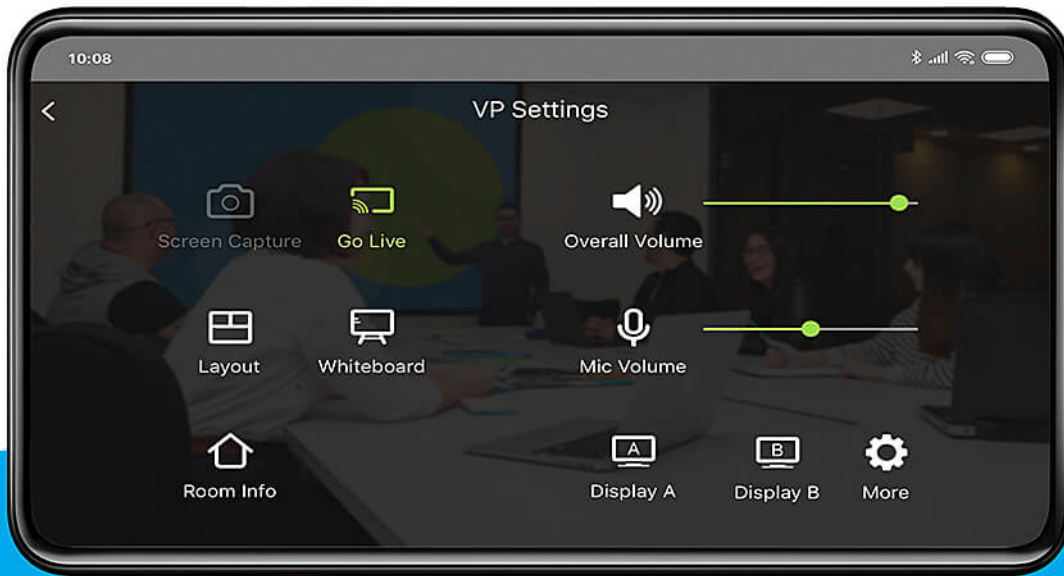 10:08
VP Settings
Screen Capture
Go Live
Overall Volume
Layout
Whiteboard
Mic Volume
Room Info
A
Display A
B
Display B
More